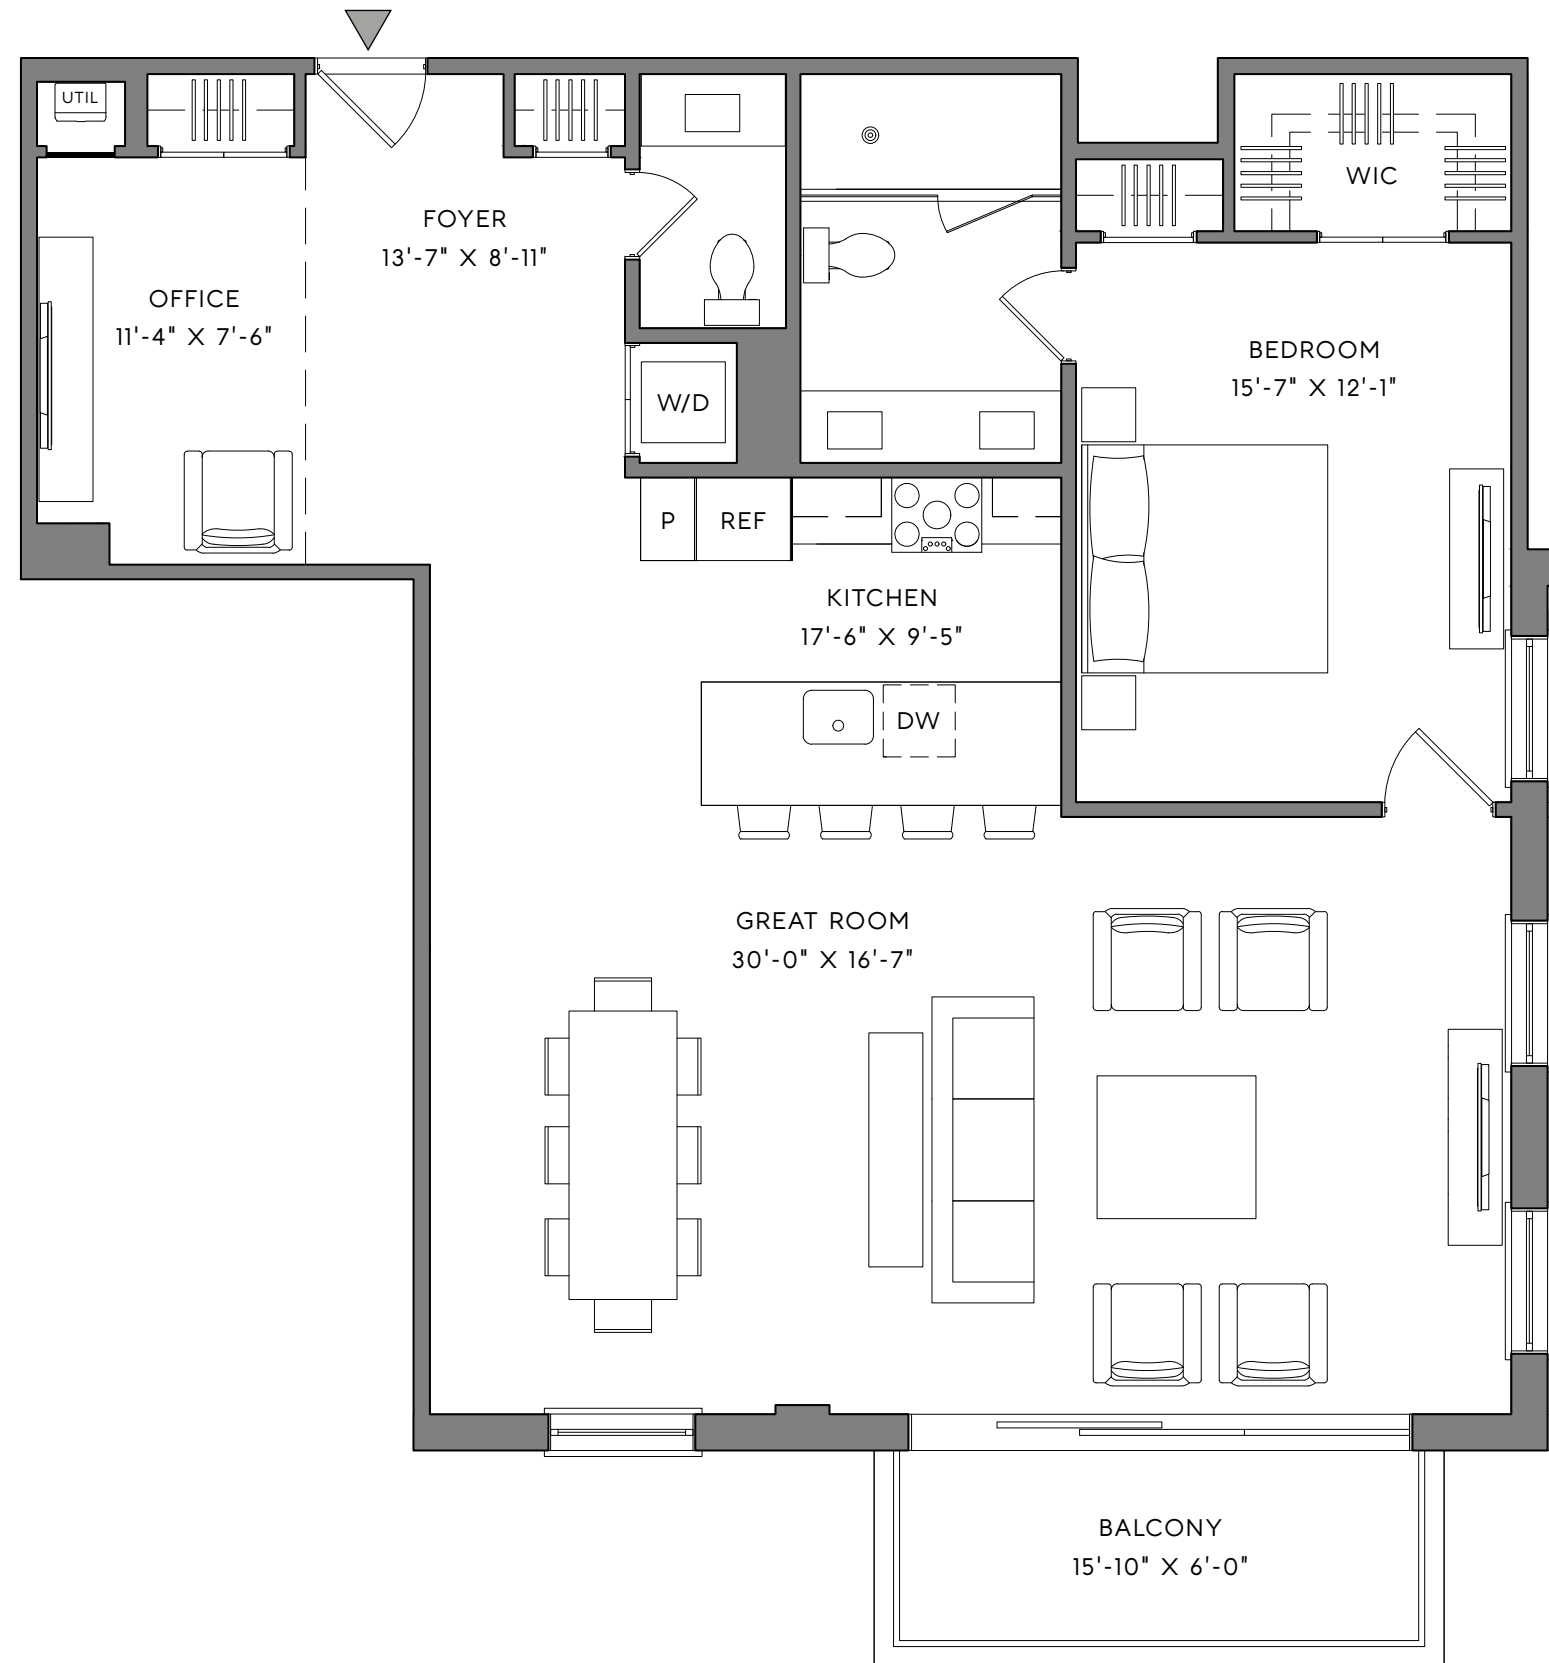 UTIL
WIC
FOYER
13'-7" X 8'-11"
OFFICE
11'-4" X 7'-6"
BEDROOM
15'-7" X 12'-1"
W/D
P
REF
KITCHEN
17'-6" X 9'-5"
DW
GREAT ROOM
30'-0" X 16'-7"
BALCONY
15'-10" X 6'-0"